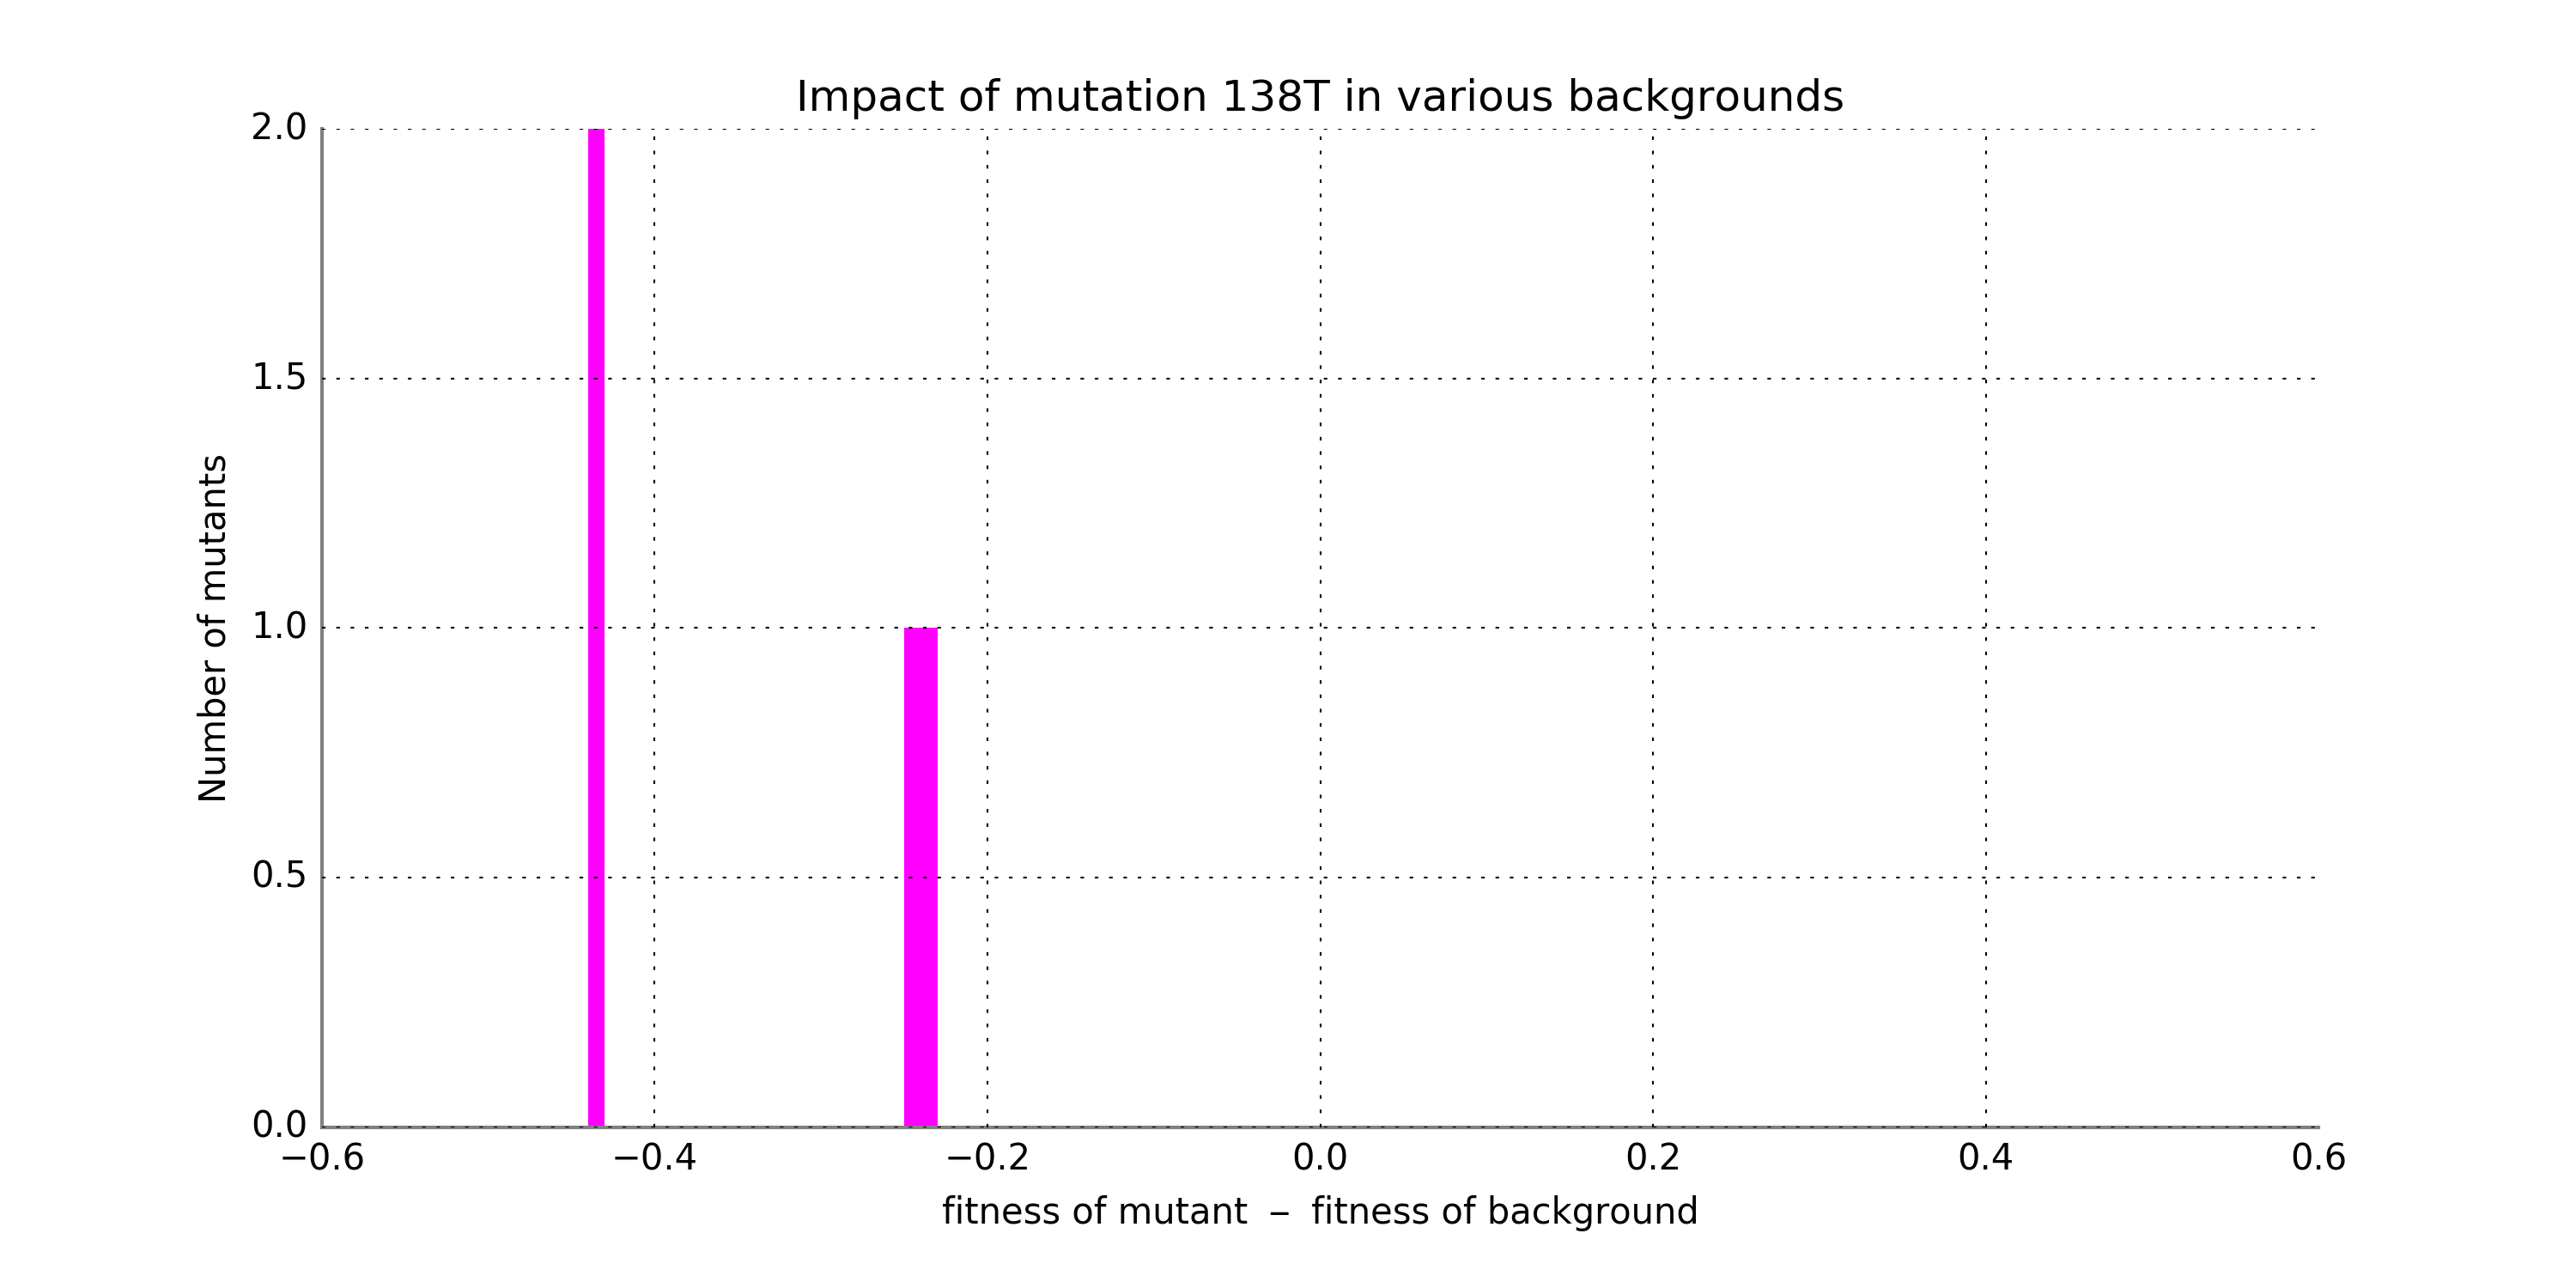 Impact of mutation 138T in various backgrounds
2.0
1.5
1.0
0.5
0.0
Number of mutants
−0.6 −0.4 −0.2 0.0 0.2 0.4 0.6
fitness of mutant − fitness of background